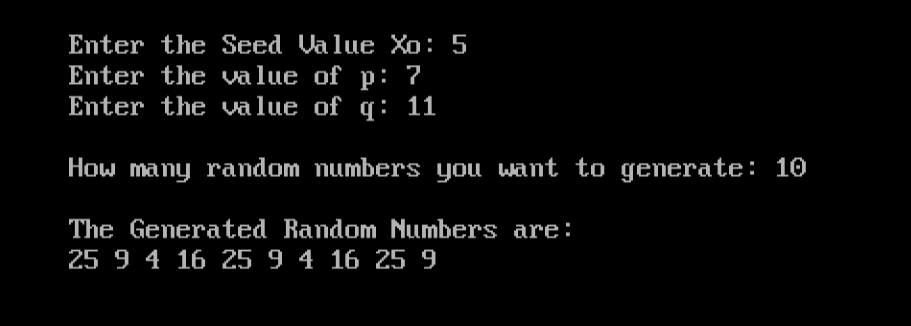 Enter the Seed Value Xo: 5
Enter the value of p: 7
Enter the value of q: 11
How many random numbers you want to generate: 10
The Generated Random Numbers are:
25 9 4 16 25 9 4 16 25 9